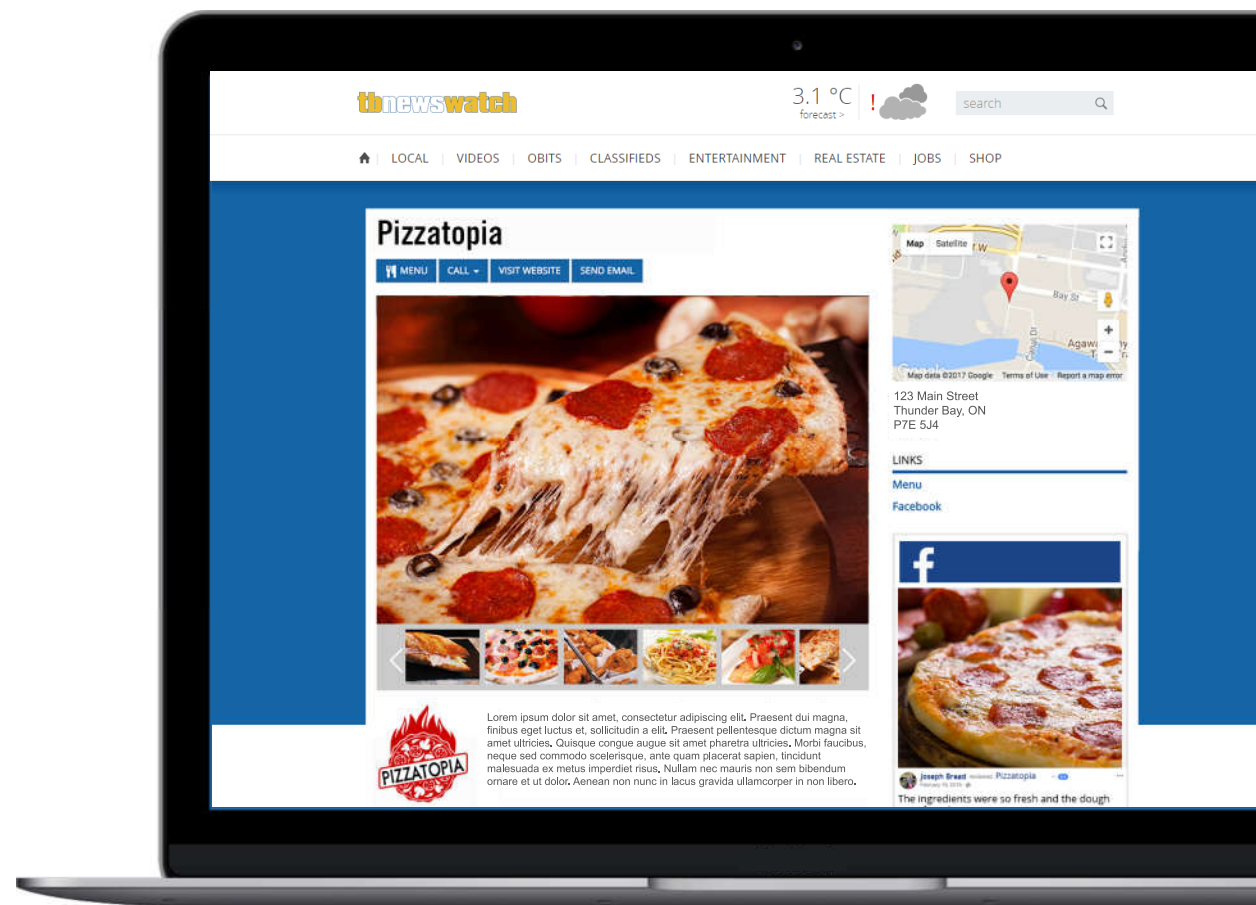 tbnewswatch
3.1 °C
forecast >
!
search
LOCAL
VIDEOS
OBITS
CLASSIFIEDS
ENTERTAINMENT
REAL ESTATE
JOBS
SHOP
Pizzatopia
MENU
CALL
VISIT WEBSITE
SEND EMAIL
Map
Satellite
W
Bay St
Canal Dr
+
−
Map data ©2017 Google
Terms of Use
Report a map error
123 Main Street
Thunder Bay, ON
P7E 5J4
LINKS
Menu
Facebook
f
PIZZATOPIA
Lorem ipsum dolor sit amet, consectetur adipiscing elit. Praesent dui magna,
finibus eget luctus et, sollicitudin a elit. Praesent pellentesque dictum magna sit
amet ultricies. Quisque congue augue sit amet pharetra ultricies. Morbi faucibus,
neque sed commodo scelerisque, ante quam placerat sapien, tincidunt
malesuada ex metus imperdiet risus. Nullam nec mauris non sem bibendum
ornare et ut dolor. Aenean non nunc in lacus gravida ullamcorper in non libero.
Joseph Bread reviewed Pizzatopia
The ingredients were so fresh and the dough